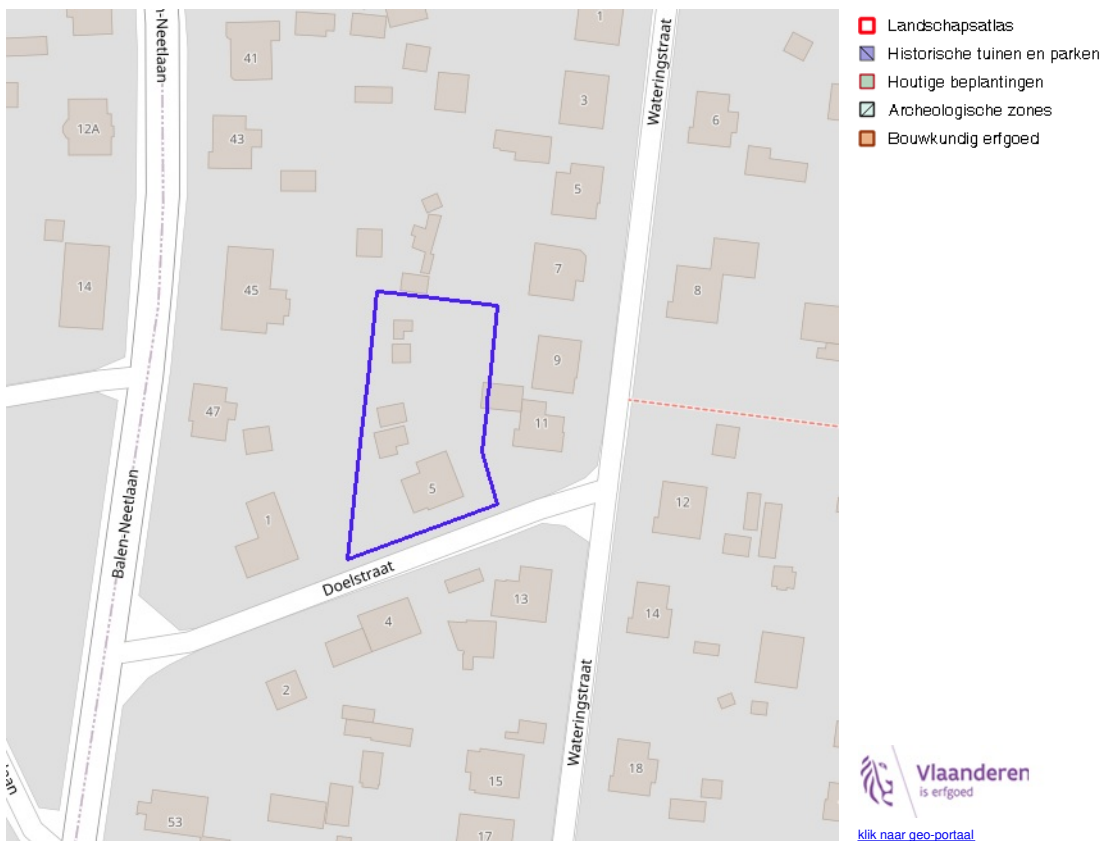 n-Neetlaan
Wateringstraat
1
41
3
6
12A
43
5
14
45
7
8
9
47
11
5
12
1
Balen-Neetlaan
Doelstraat
13
14
4
2
Wateringstraat
18
15
53
17
Landschapsatlas
Historische tuinen en parken
Houtige beplantingen
Archeologische zones
Bouwkundig erfgoed
Vlaanderen
is erfgoed
klik naar geo-portaal